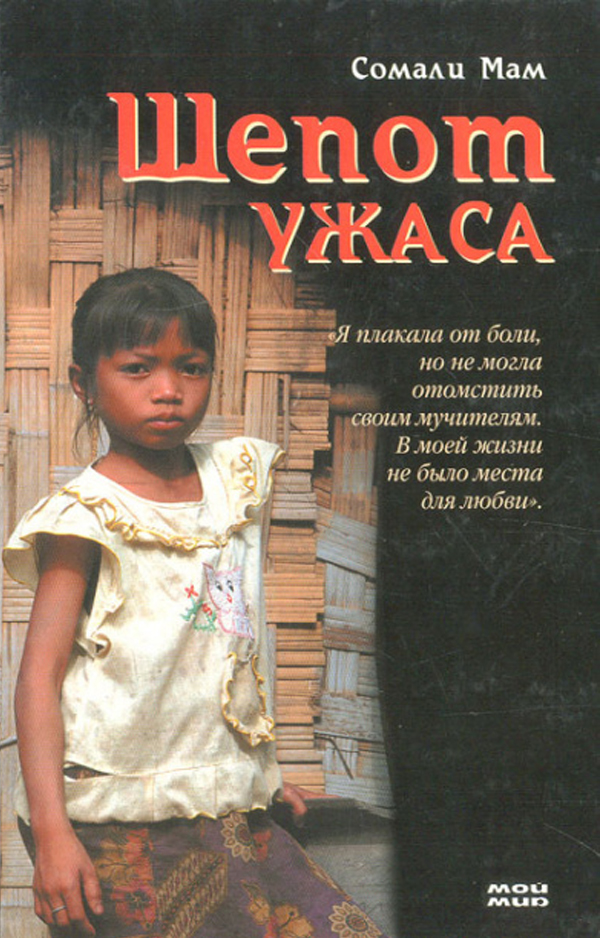 Сомали Мам
Шепот
ужаса
«Я плакала от боли,
но не могла
отомстить
своим мучителям.
В моей жизни
не было места
для любви».
мой
мир